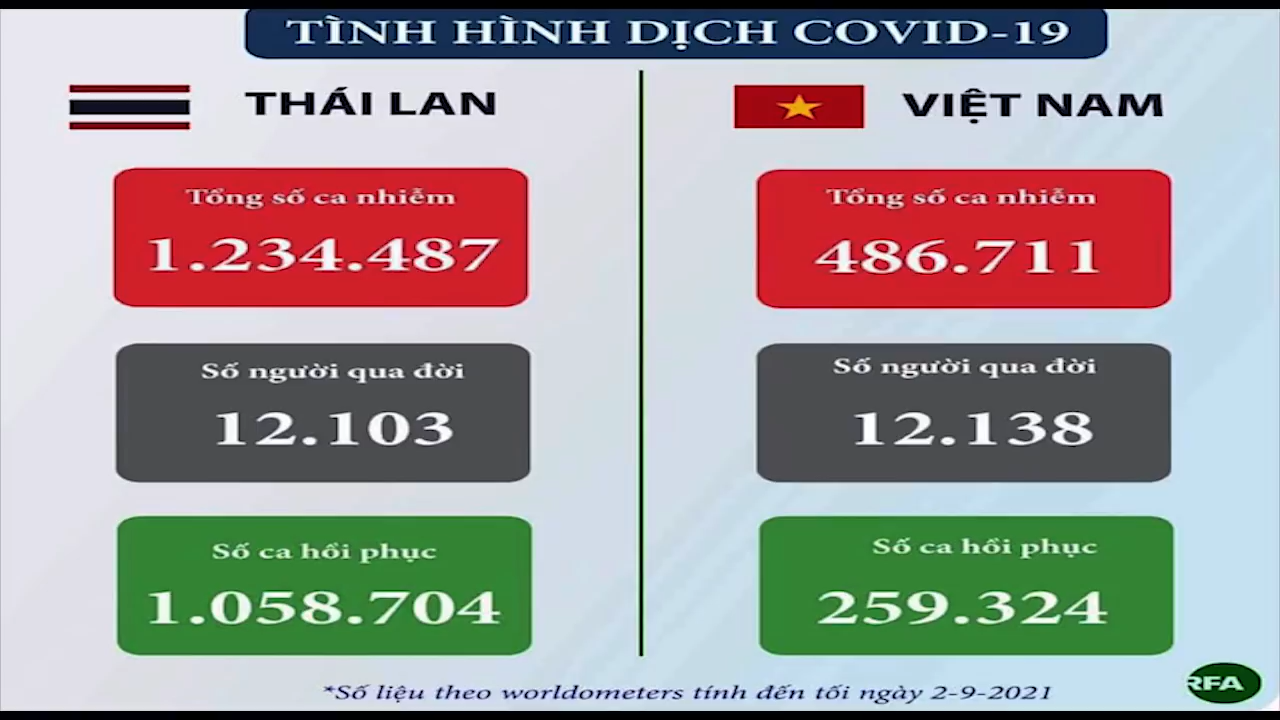 TÌNH HÌNH DỊCH COVID-19
THÁI LAN
Tổng số ca nhiễm
1.234.487
Số người qua đời
12.103
Số ca hồi phục
1.058.704
VIỆT NAM
Tổng số ca nhiễm
486.711
Số người qua đời
12.138
Số ca hồi phục
259.324
*Số liệu theo worldometers tính đến tối ngày 2-9-2021
RFA